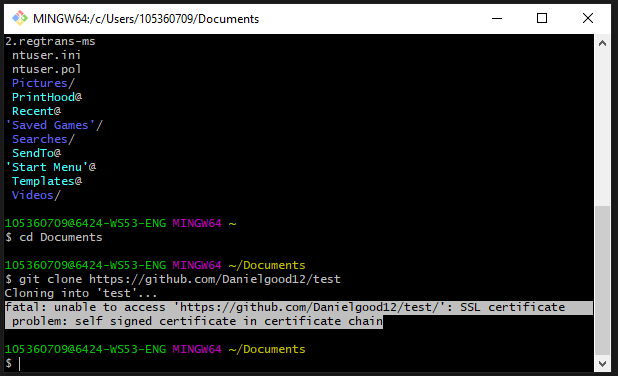 MINGW64:/c/Users/105360709/Documents
2.regtrans-ms
ntuser.ini
ntuser.pol
Pictures/
PrintHood@
Recent@
'Saved Games'/
Searches/
SendTo@
'Start Menu'@
Templates@
Videos/
105360709@6424-WS53-ENG MINGW64 ~
$ cd Documents
105360709@6424-WS53-ENG MINGW64 ~/Documents
$ git clone https://github.com/Danielgood12/test
Cloning into 'test'...
fatal: unable to access 'https://github.com/Danielgood12/test/': SSL certificate
problem: self signed certificate in certificate chain
105360709@6424-WS53-ENG MINGW64 ~/Documents
$